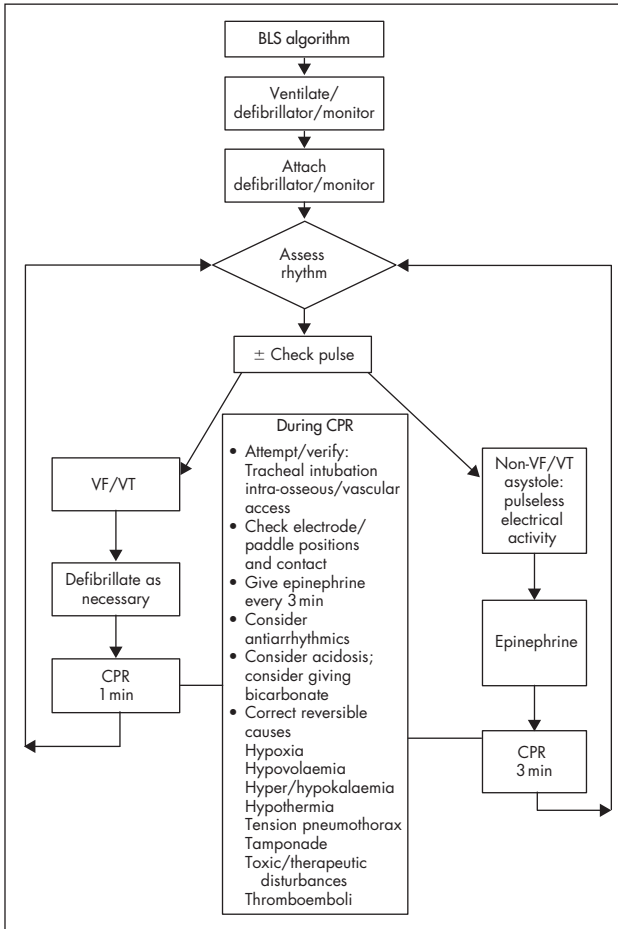 BLS algorithm
Ventilate/
defibrillator/monitor
Attach
defibrillator/monitor
Assess
rhythm
± Check pulse
VF/VT
Defibrillate as
necessary
CPR
1 min
During CPR
• Attempt/verify:
Tracheal intubation
intra-osseous/vascular
access
• Check electrode/
paddle positions
and contact
• Give epinephrine
every 3 min
• Consider
antiarrhythmics
• Consider acidosis;
consider giving
bicarbonate
• Correct reversible
causes
Hypoxia
Hypovolaemia
Hyper/hypokalaemia
Hypothermia
Tension pneumothorax
Tamponade
Toxic/therapeutic
disturbances
Thromboemboli
Non-VF/VT
asystole:
pulseless
electrical
activity
Epinephrine
CPR
3 min